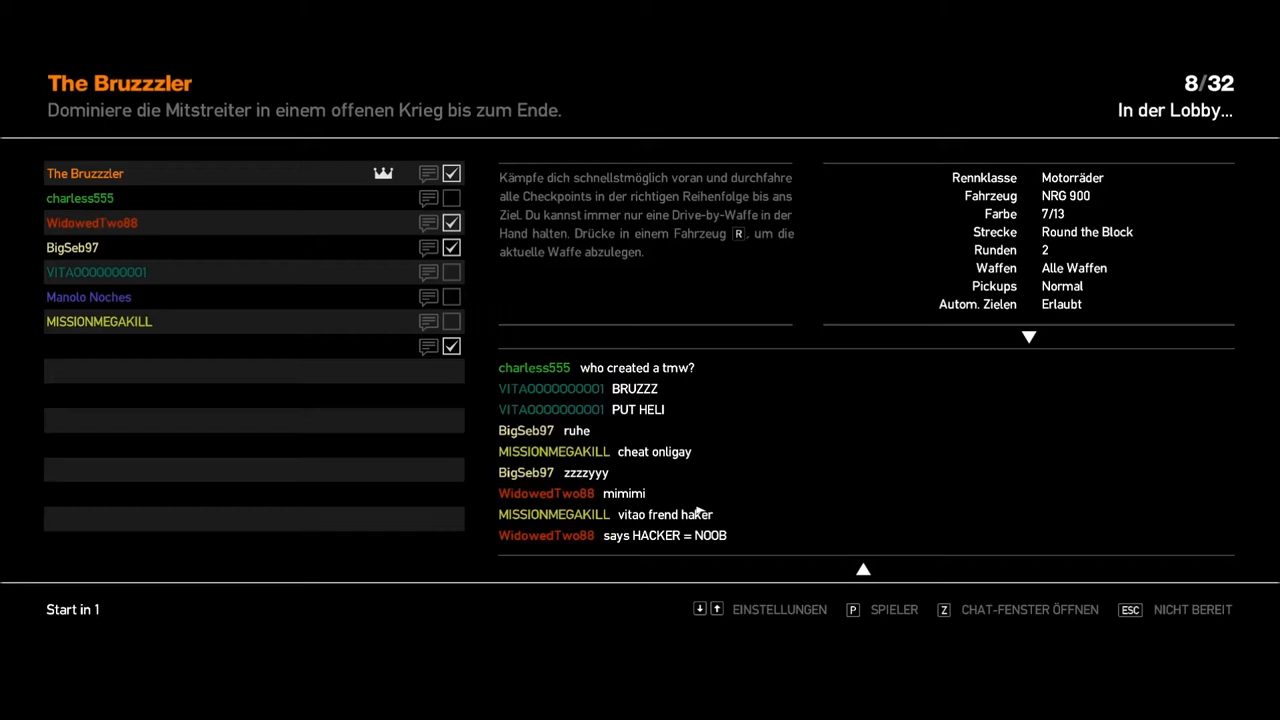 The Bruzzzler
8/32
Dominiere die Mitstreiter in einem offenen Krieg bis zum Ende.
In der Lobby...
The Bruzzzler
charless555
WidowedTwo88
BigSeb97
VITAO000000001
Manolo Noches
MISSIONMEGAKILL
Kämpfe dich schnellstmöglich voran und durchfahre
alle Checkpoints in der richtigen Reihenfolge bis ans
Ziel. Du kannst immer nur eine Drive-by-Waffe in der
Hand halten. Drücke in einem Fahrzeug R, um die
aktuelle Waffe abzulegen.
Rennklasse Motorräder
Fahrzeug NRG 900
Farbe 7/13
Strecke Round the Block
Runden 2
Waffen Alle Waffen
Pickups Normal
Autom. Zielen Erlaubt
charless555 who created a tmw?
VITAO000000001 BRUZZZ
VITAO000000001 PUT HELI
BigSeb97 ruhe
MISSIONMEGAKILL cheat onligay
BigSeb97 zzzzyyy
WidowedTwo88 mimimi
MISSIONMEGAKILL vitao frend haker
WidowedTwo88 says HACKER = NOOB
Start in 1
EINSTELLUNGEN P SPIELER Z CHAT-FENSTER ÖFFNEN ESC NICHT BEREIT